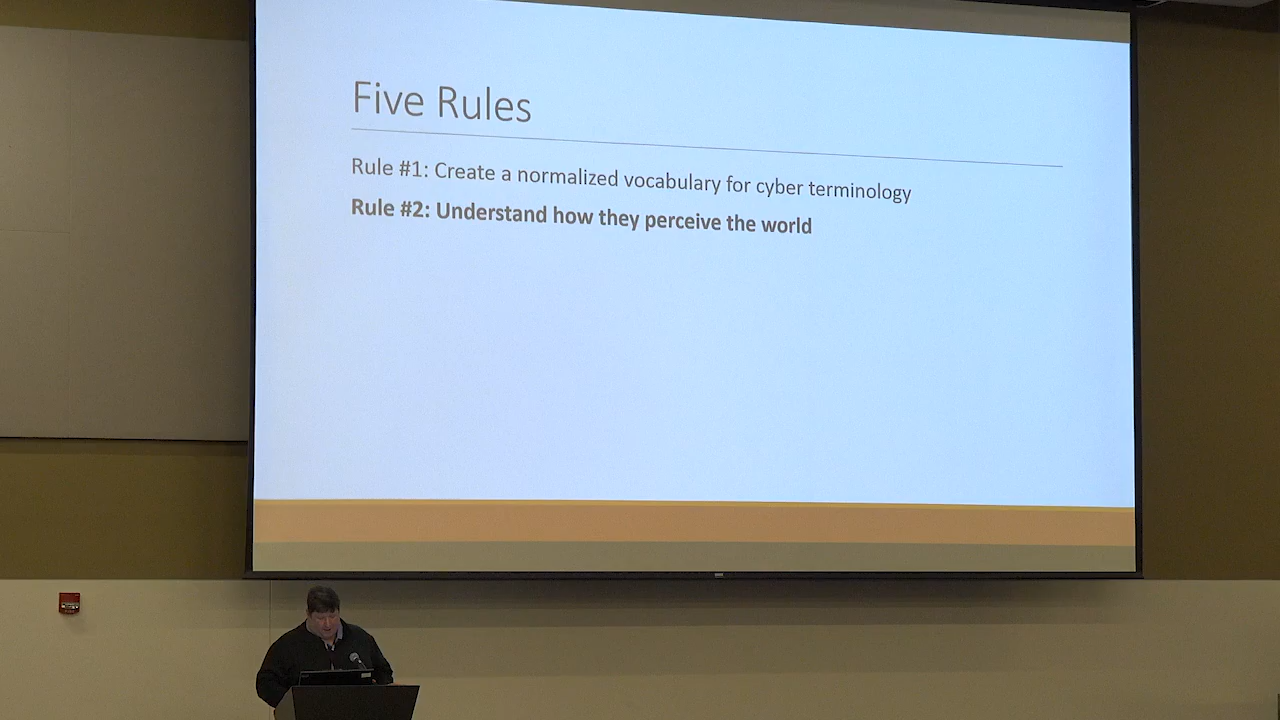 Five Rules
Rule #1: Create a normalized vocabulary for cyber terminology
Rule #2: Understand how they perceive the world